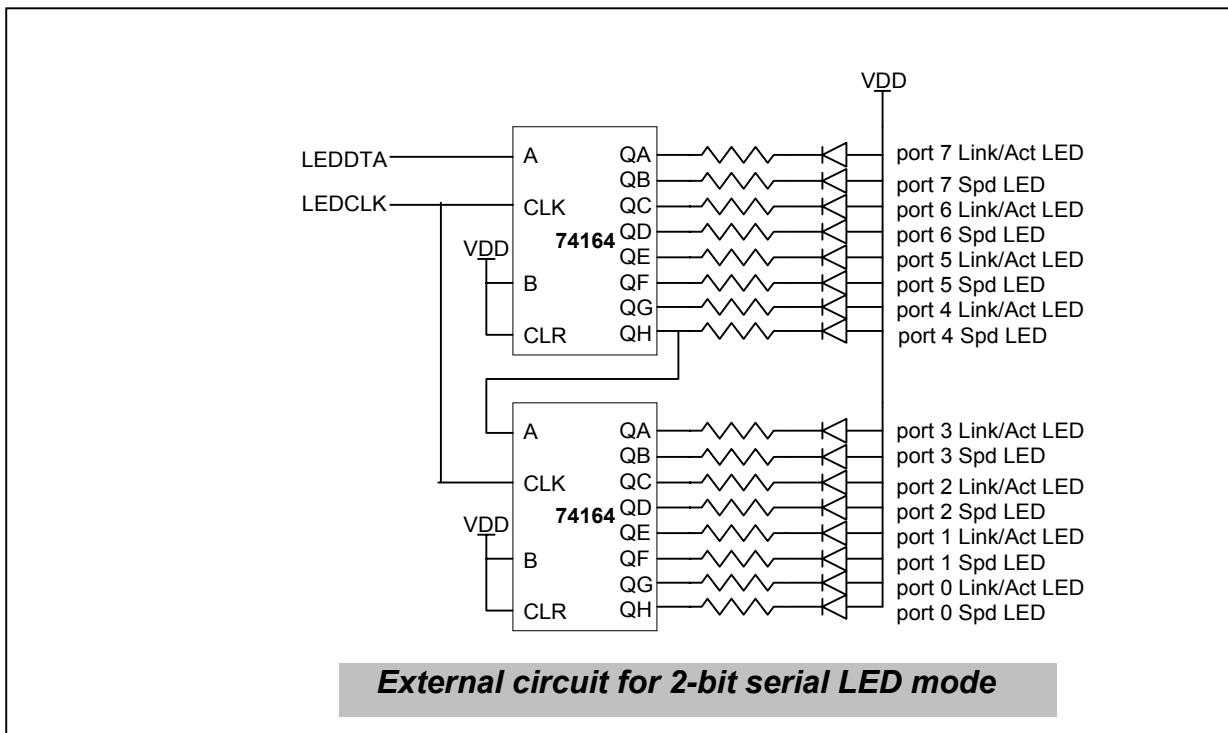 VDD
LEDDTA
LEDCLK
A
CLK
VDD
B
CLR
74164
QA
QB
QC
QD
QE
QF
QG
QH
port 7 Link/Act LED
port 7 Spd LED
port 6 Link/Act LED
port 6 Spd LED
port 5 Link/Act LED
port 5 Spd LED
port 4 Link/Act LED
port 4 Spd LED
A
CLK
VDD
B
CLR
74164
QA
QB
QC
QD
QE
QF
QG
QH
port 3 Link/Act LED
port 3 Spd LED
port 2 Link/Act LED
port 2 Spd LED
port 1 Link/Act LED
port 1 Spd LED
port 0 Link/Act LED
port 0 Spd LED
External circuit for 2-bit serial LED mode